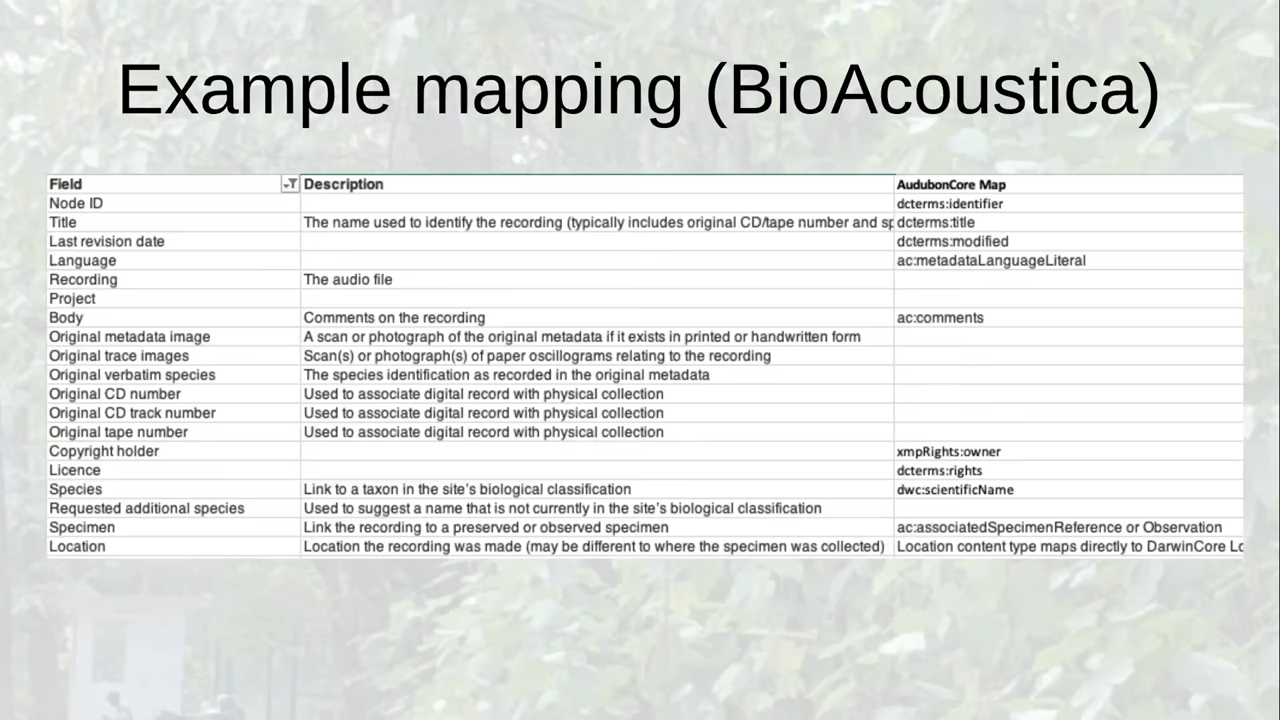 Example mapping (BioAcoustica)
Field Description AudubonCore Map
Node ID dcterms:identifier
Title The name used to identify the recording (typically includes original CD/tape number and sp dcterms:title
Last revision date dcterms:modified
Language ac:metadataLanguageLiteral
Recording The audio file
Project
Body Comments on the recording ac:comments
Original metadata image A scan or photograph of the original metadata if it exists in printed or handwritten form
Original trace images Scan(s) or photograph(s) of paper oscillograms relating to the recording
Original verbatim species The species identification as recorded in the original metadata
Original CD number Used to associate digital record with physical collection
Original CD track number Used to associate digital record with physical collection
Original tape number Used to associate digital record with physical collection
Copyright holder xmpRights:owner
Licence dcterms:rights
Species Link to a taxon in the site's biological classification dwc:scientificName
Requested additional species Used to suggest a name that is not currently in the site's biological classification
Specimen Link the recording to a preserved or observed specimen ac:associatedSpecimenReference or Observation
Location Location the recording was made (may be different to where the specimen was collected) Location content type maps directly to DarwinCore Lo